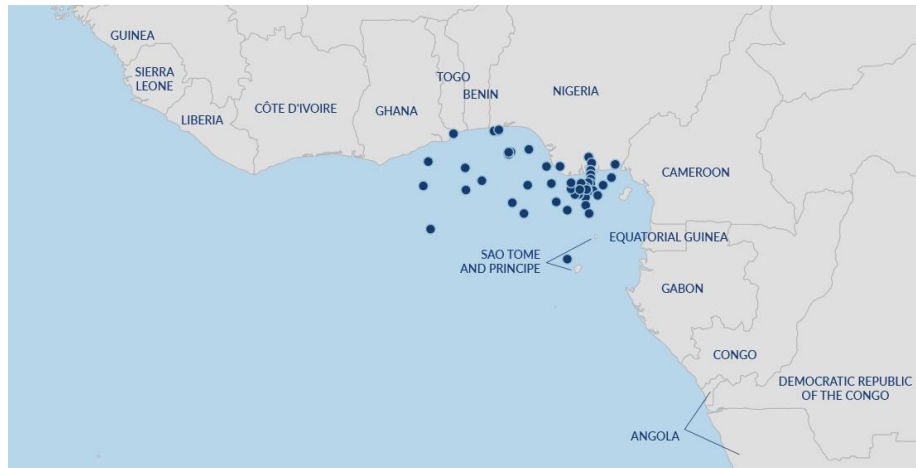 GUINEA
SIERRA
LEONE
LIBERIA
CÔTE D'IVOIRE
GHANA
TOGO
BENIN
NIGERIA
CAMEROON
EQUATORIAL GUINEA
SAO TOME
AND PRINCIPE
GABON
CONGO
DEMOCRATIC REPUBLIC
OF THE CONGO
ANGOLA